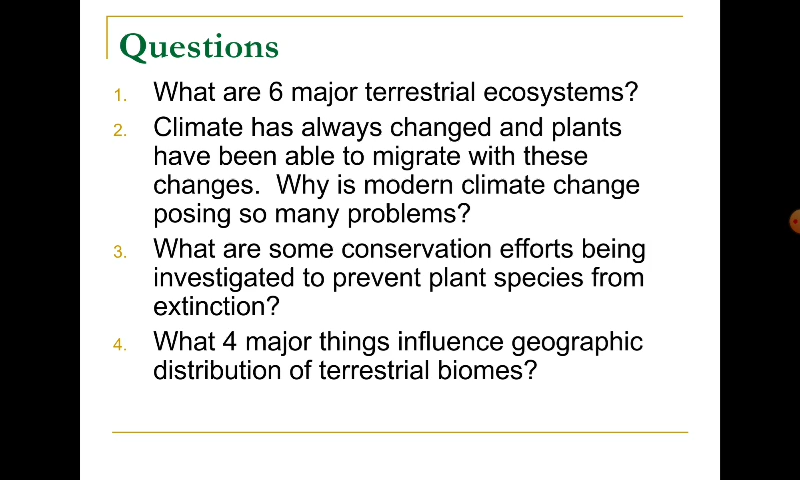 Questions
1. What are 6 major terrestrial ecosystems?
2. Climate has always changed and plants
have been able to migrate with these
changes.  Why is modern climate change
posing so many problems?
3. What are some conservation efforts being
investigated to prevent plant species from
extinction?
4. What 4 major things influence geographic
distribution of terrestrial biomes?